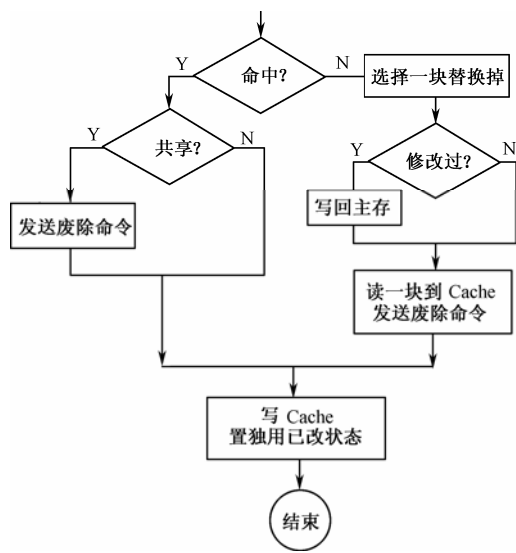 命中?
Y
N
选择一块替换掉
Y
共享?
N
Y
修改过?
N
发送废除命令
写回主存
读一块到 Cache
发送废除命令
写 Cache
置独用已改状态
结束